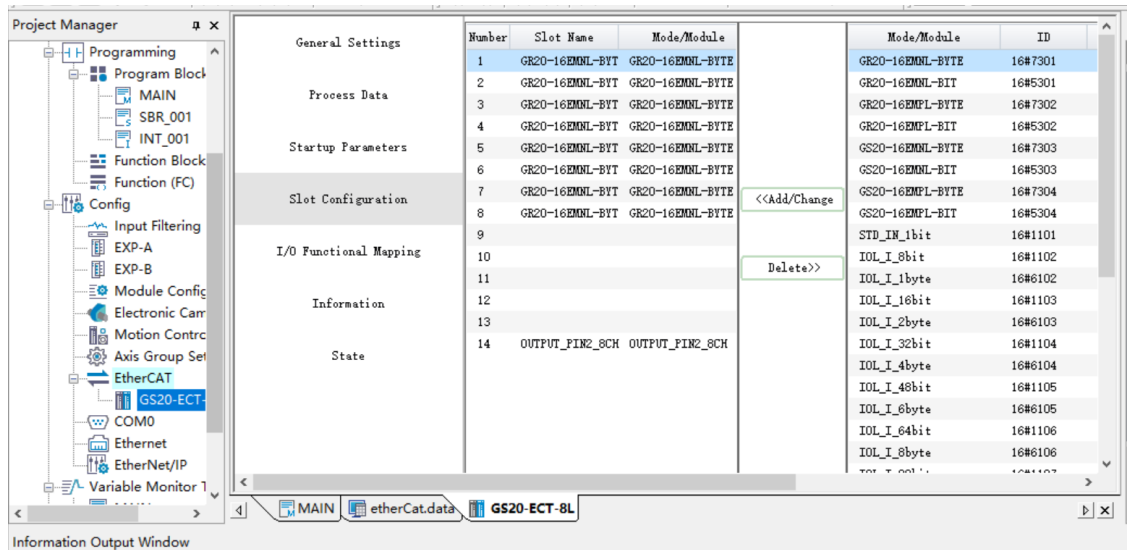 Project Manager
Programming
Program Block
MAIN
SBR_001
INT_001
Function Block
Function (FC)
Config
Input Filtering
EXP-A
EXP-B
Module Config
Electronic Cam
Motion Contrc
Axis Group Set
EtherCAT
GS20-ECT-
COM0
Ethernet
EtherNet/IP
Variable Monitor T
General Settings
Process Data
Startup Parameters
Slot Configuration
I/O Functional Mapping
Information
State
Number Slot Name Mode/Module
1 GR20-16EMNL-BYT GR20-16EMNL-BYTE
2 GR20-16EMNL-BYT GR20-16EMNL-BYTE
3 GR20-16EMNL-BYT GR20-16EMNL-BYTE
4 GR20-16EMNL-BYT GR20-16EMNL-BYTE
5 GR20-16EMNL-BYT GR20-16EMNL-BYTE
6 GR20-16EMNL-BYT GR20-16EMNL-BYTE
7 GR20-16EMNL-BYT GR20-16EMNL-BYTE
8 GR20-16EMNL-BYT GR20-16EMNL-BYTE
9
10
11
12
13
14 OUTPUT_PIN2_8CH OUTPUT_PIN2_8CH
<<Add/Change
Delete>>
Mode/Module ID
GR20-16EMNL-BYTE 16#7301
GR20-16EMNL-BIT 16#5301
GR20-16EMPL-BYTE 16#7302
GR20-16EMPL-BIT 16#5302
GS20-16EMNL-BYTE 16#7303
GS20-16EMNL-BIT 16#5303
GS20-16EMPL-BYTE 16#7304
GS20-16EMPL-BIT 16#5304
STD_IN_1bit 16#1101
IOL_I_8bit 16#1102
IOL_I_1byte 16#6102
IOL_I_16bit 16#1103
IOL_I_2byte 16#6103
IOL_I_32bit 16#1104
IOL_I_4byte 16#6104
IOL_I_48bit 16#1105
IOL_I_6byte 16#6105
IOL_I_64bit 16#1106
IOL_I_8byte 16#6106
MAIN
etherCat.data
GS20-ECT-8L
Information Output Window